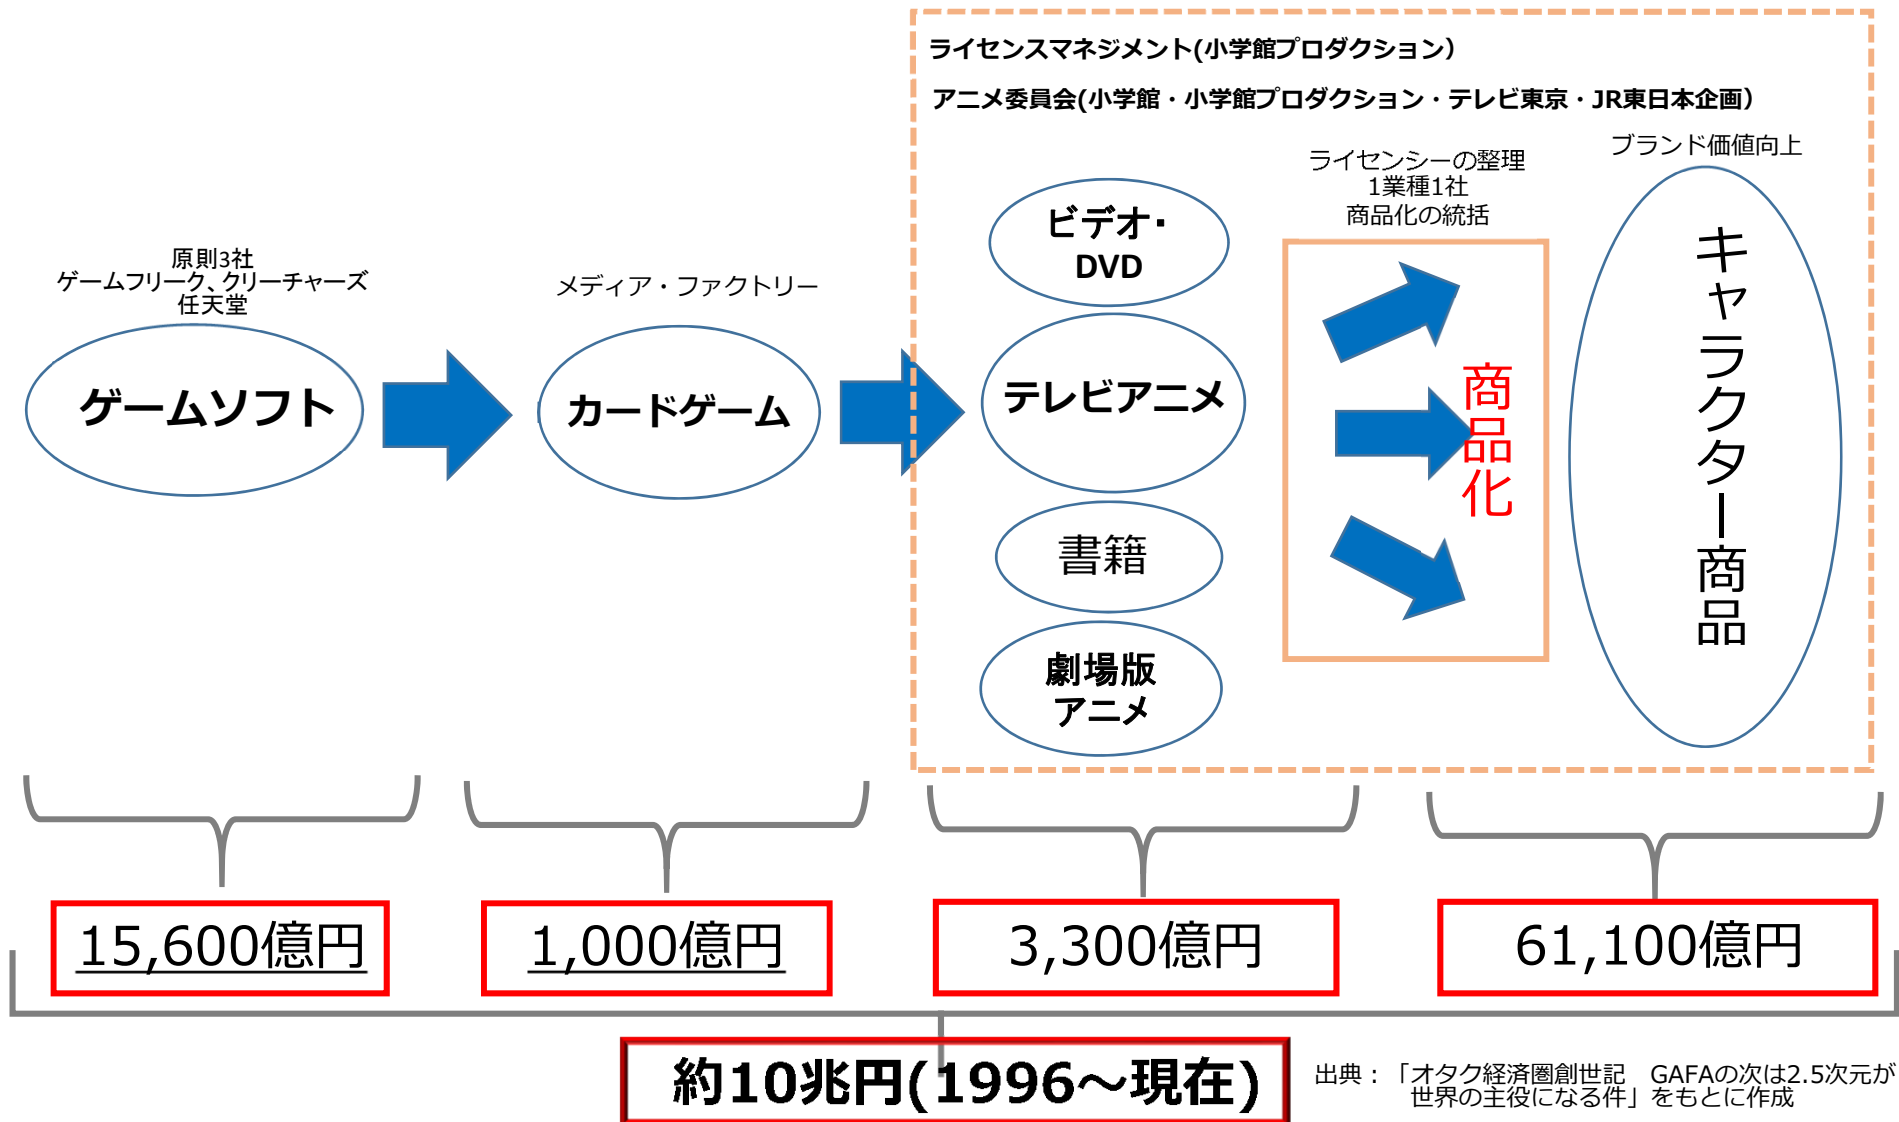 ライセンスマネジメント(小学館プロダクション）
アニメ委員会(小学館・小学館プロダクション・テレビ東京・JR東日本企画）
原則3社
ゲームフリーク、クリーチャーズ
任天堂
ゲームソフト
メディア・ファクトリー
カードゲーム
ビデオ・
DVD
テレビアニメ
書籍
劇場版
アニメ
ライセンシーの整理
1業種1社
商品化の統括
商品化
ブランド価値向上
キャラクター商品
15,600億円
1,000億円
3,300億円
61,100億円
約10兆円(1996～現在)
出典：「オタク経済圏創世記　GAFAの次は2.5次元が
世界の主役になる件」をもとに作成